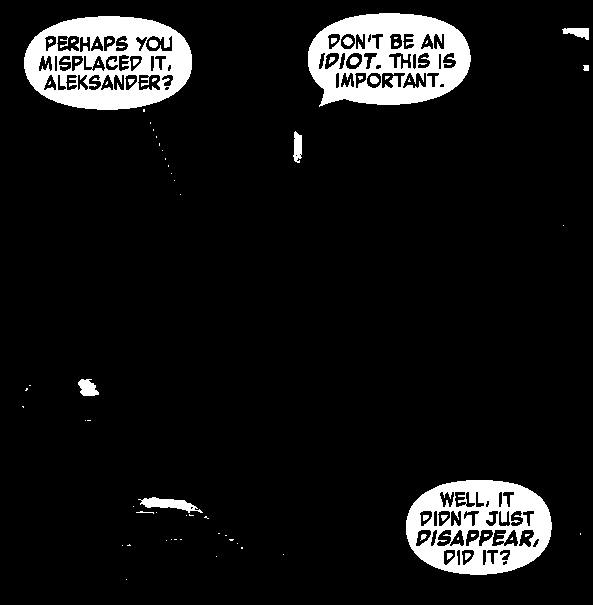 PERHAPS YOU
MISPLACED IT,
ALEKSANDER?
DON'T BE AN
IDIOT. THIS IS
IMPORTANT.
WELL, IT
DIDN'T JUST
DISAPPEAR,
DID IT?